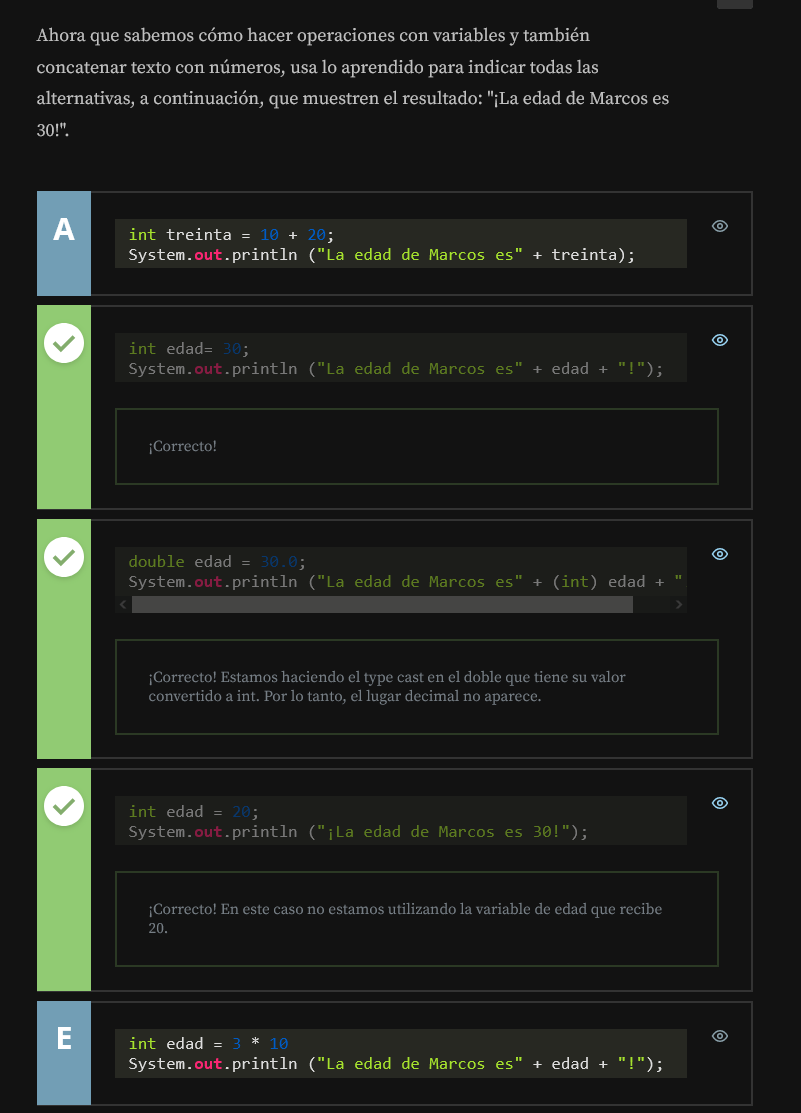 Ahora que sabemos cómo hacer operaciones con variables y también
concatenar texto con números, usa lo aprendido para indicar todas las
alternativas, a continuación, que muestren el resultado: "¡La edad de Marcos es
30!".
A
int treinta = 10 + 20;
System.out.println ("La edad de Marcos es" + treinta);
int edad= 30;
System.out.println ("La edad de Marcos es" + edad + "!");
¡Correcto!
double edad = 30.0;
System.out.println ("La edad de Marcos es" + (int) edad + "
¡Correcto! Estamos haciendo el type cast en el doble que tiene su valor
convertido a int. Por lo tanto, el lugar decimal no aparece.
int edad = 20;
System.out.println ("¡La edad de Marcos es 30!");
¡Correcto! En este caso no estamos utilizando la variable de edad que recibe
20.
E
int edad = 3 * 10
System.out.println ("La edad de Marcos es" + edad + "!");